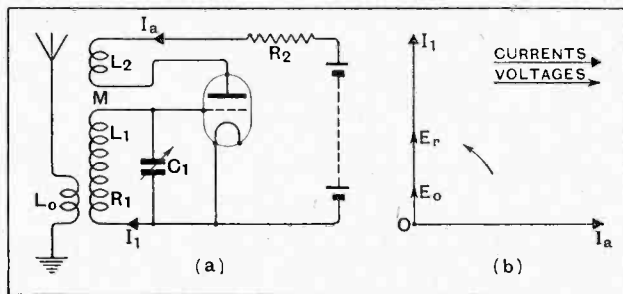 Ia
L2
R2
M
L1
C1
Lo
R1
I1
(a)
I1
CURRENTS
VOLTAGES
Er
Eo
O
Ia
(b)